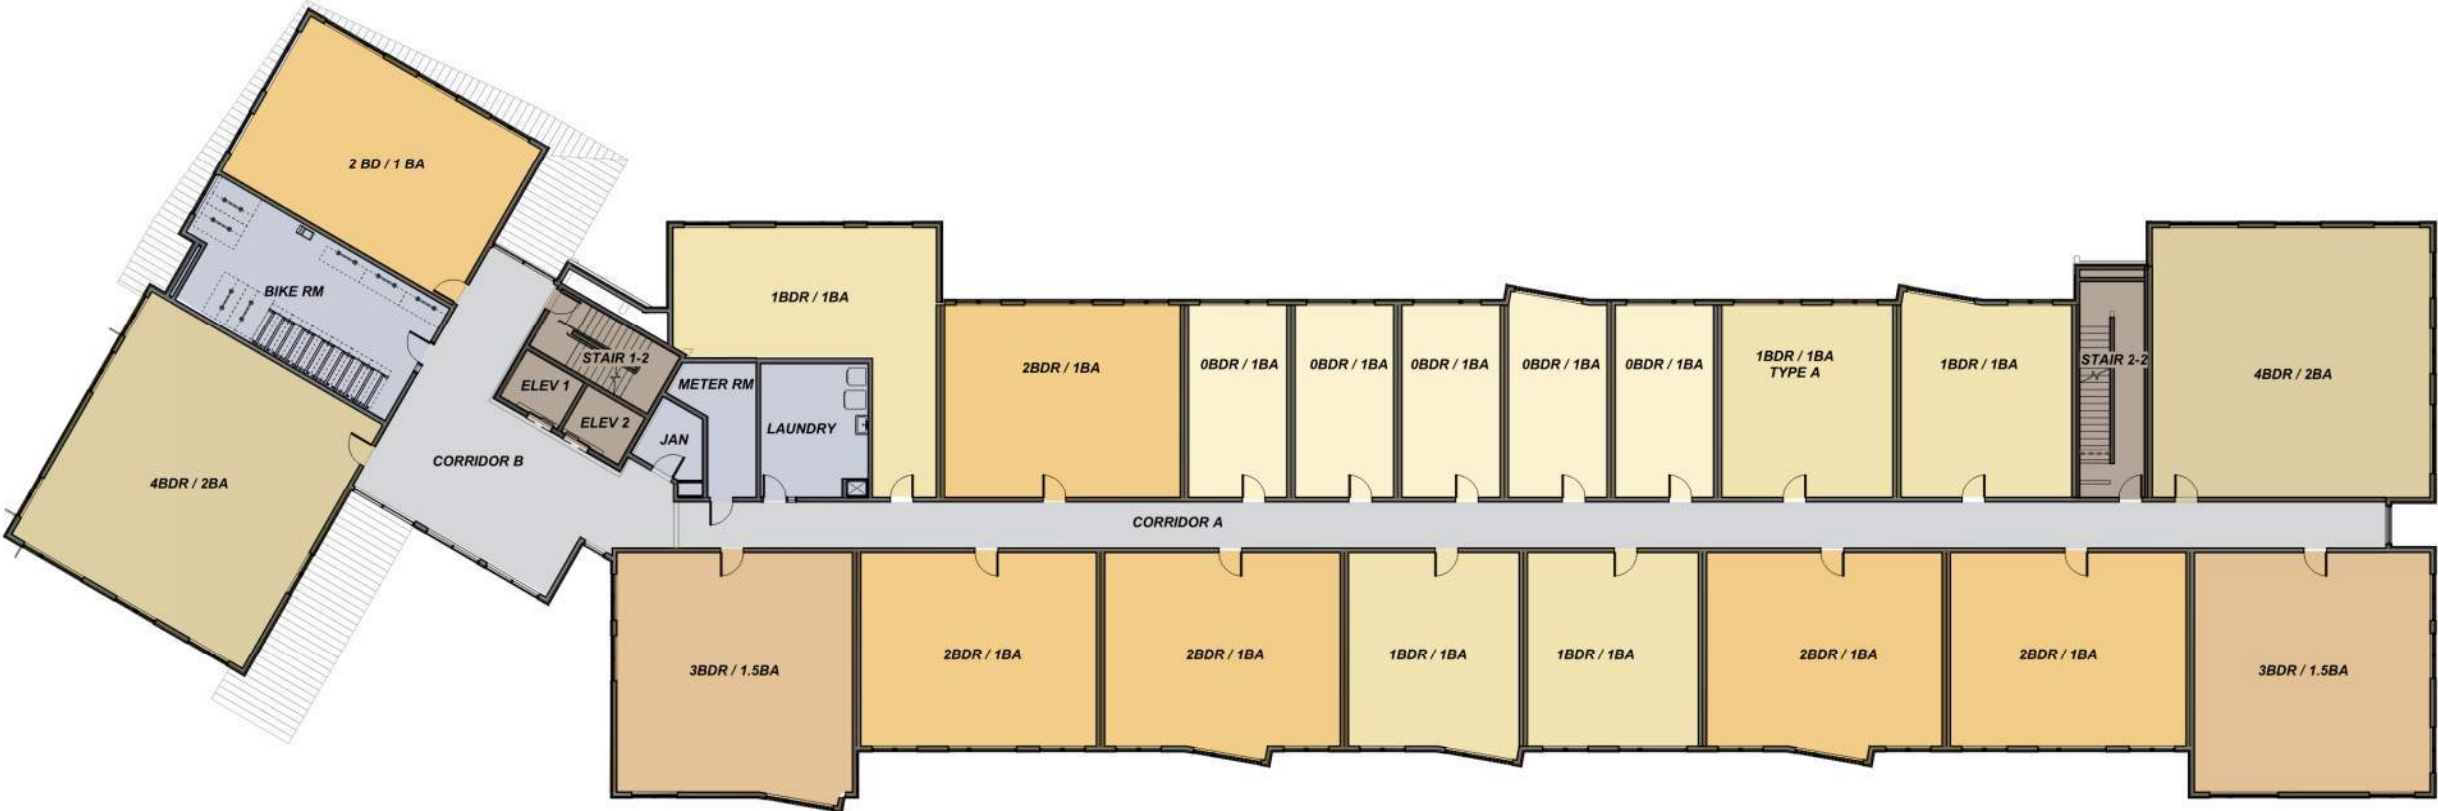 2 BD / 1 BA
BIKE RM
4BDR / 2BA
CORRIDOR B
STAIR 1-2
ELEV 1
ELEV 2
JAN
METER RM
LAUNDRY
1BDR / 1BA
2BDR / 1BA
0BDR / 1BA
0BDR / 1BA
0BDR / 1BA
0BDR / 1BA
0BDR / 1BA
1BDR / 1BA
TYPE A
1BDR / 1BA
STAIR 2-2
4BDR / 2BA
CORRIDOR A
3BDR / 1.5BA
2BDR / 1BA
2BDR / 1BA
1BDR / 1BA
1BDR / 1BA
2BDR / 1BA
2BDR / 1BA
3BDR / 1.5BA